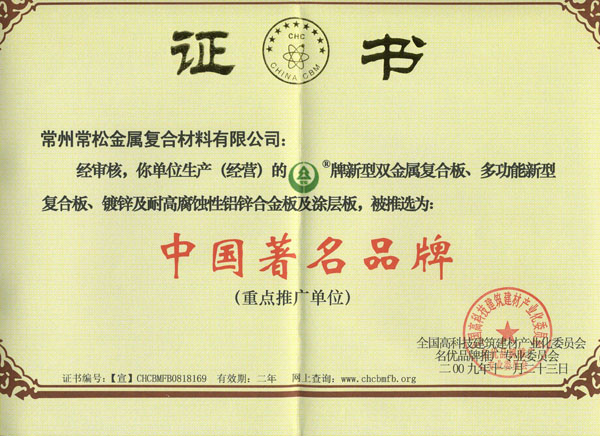 证 书
CHC
CHINA CBM
常州常松金属复合材料有限公司:
经审核,你单位生产(经营)的®牌新型双金属复合板、多功能新型
复合板、镀锌及耐高腐蚀性铝锌合金板及涂层板,被推选为:
中国著名品牌
(重点推广单位)
全国高科技建筑建材产业化委员会
名优品牌推广专业委员会
二00九年十一月二十三日
证书编号:【宣】CHCBMFB0818169 有效期:二年 网上查询:www.chcbmfb.org